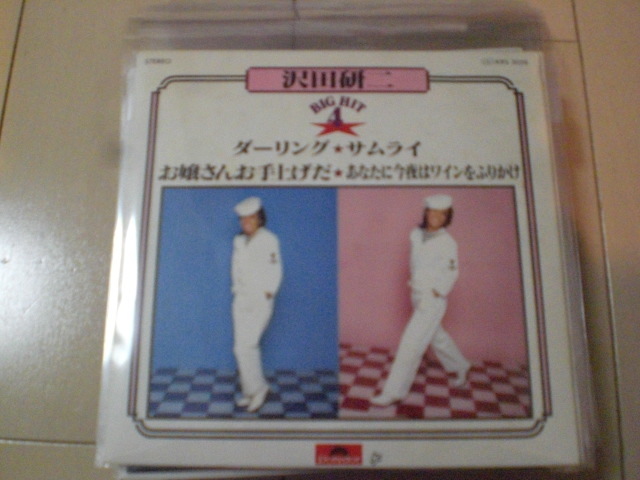 STEREO
沢田研二
BIG HIT
4
ダーリング★サムライ
お嬢さんお手上げだ★あなたに今夜はワインをふりかけ